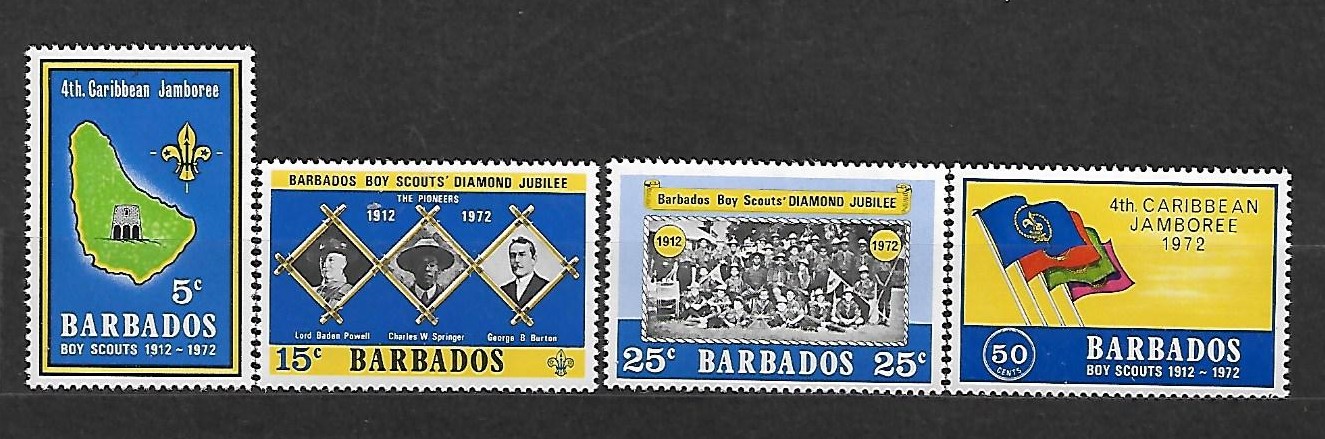 4th. Caribbean Jamboree
5c
BARBADOS
BOY SCOUTS 1912 ~ 1972
BARBADOS BOY SCOUTS' DIAMOND JUBILEE
THE PIONEERS
1912 1972
Lord Baden Powell Charles W Springer George B Burton
15c BARBADOS
Barbados Boy Scouts' DIAMOND JUBILEE
1912 1972
25c BARBADOS 25c
4th. CARIBBEAN
JAMBOREE
1972
50 CENTS
BARBADOS
BOY SCOUTS 1912 ~ 1972